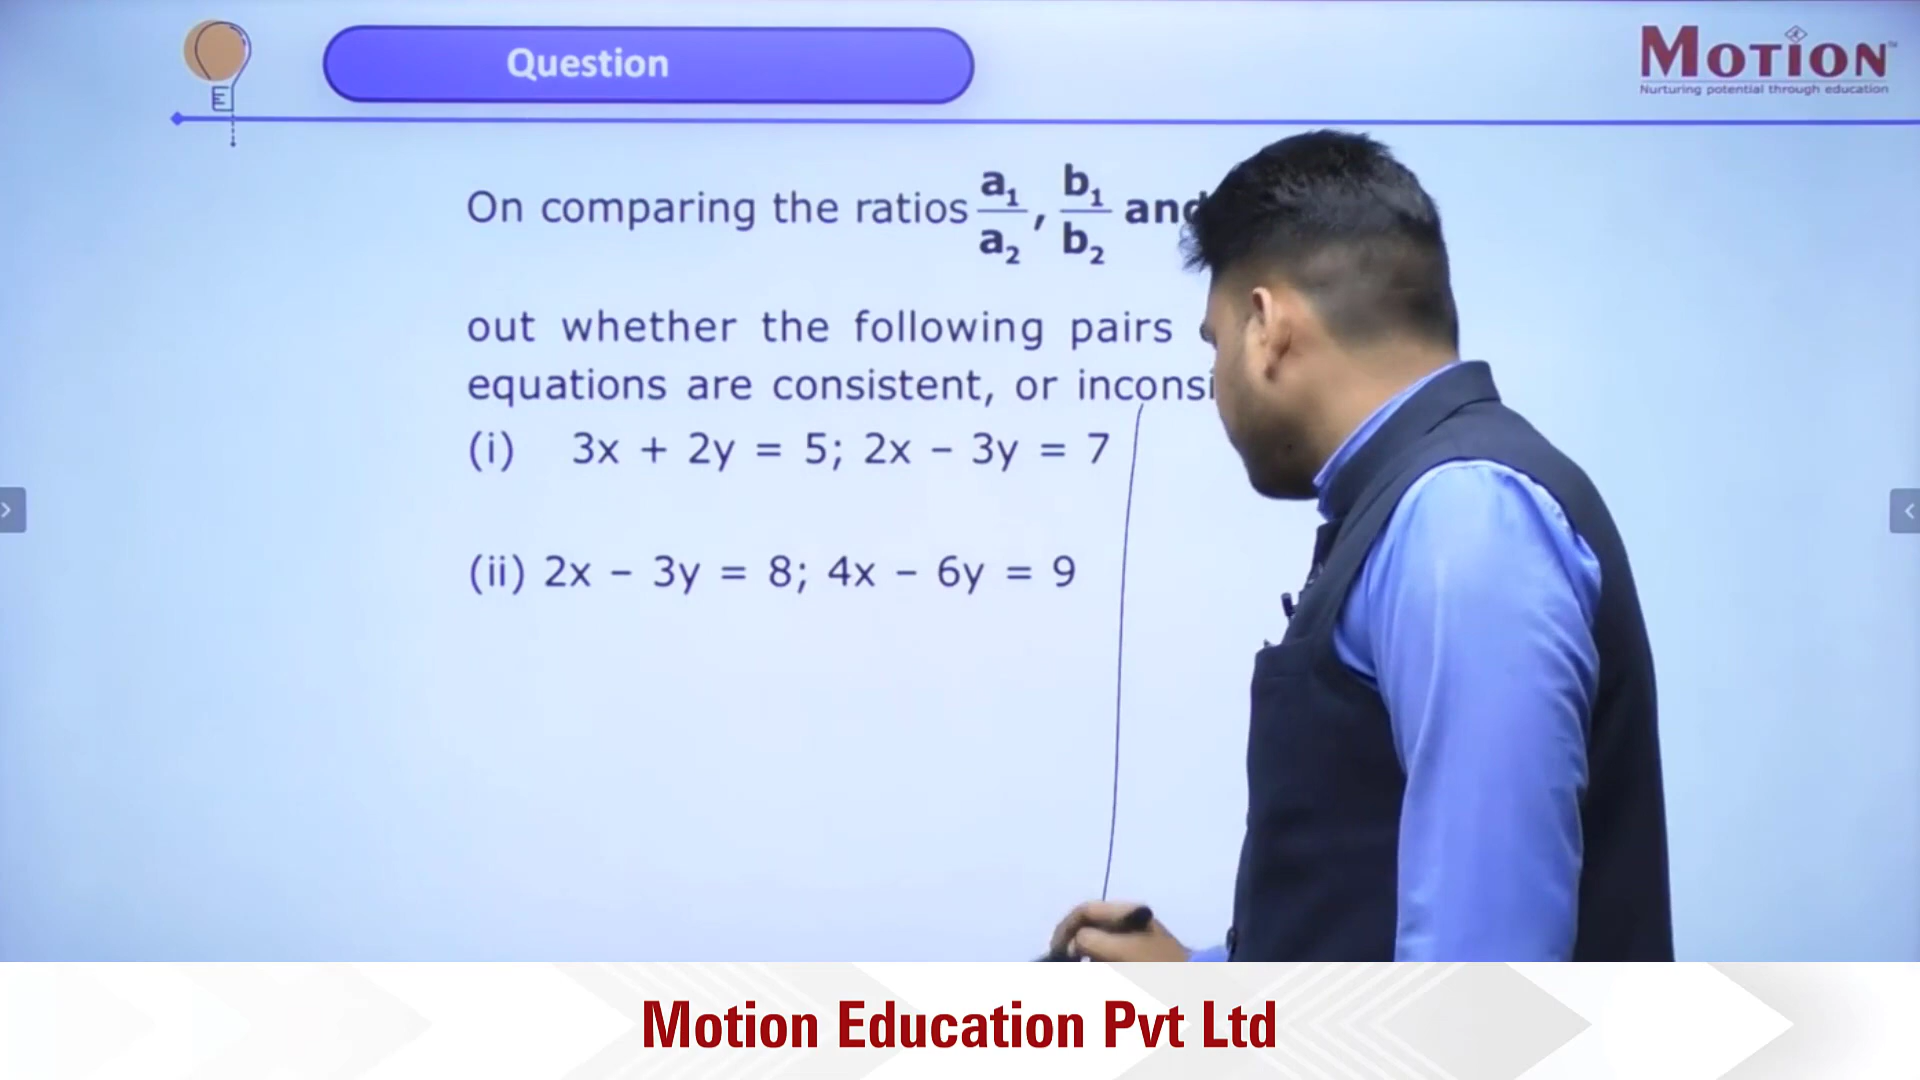 Question
MOTION
Nurturing potential through education
On comparing the ratios a₁/a₂, b₁/b₂ and
out whether the following pairs
equations are consistent, or
(i) 3x + 2y = 5; 2x – 3y = 7
(ii) 2x – 3y = 8; 4x – 6y = 9
Motion Education Pvt Ltd